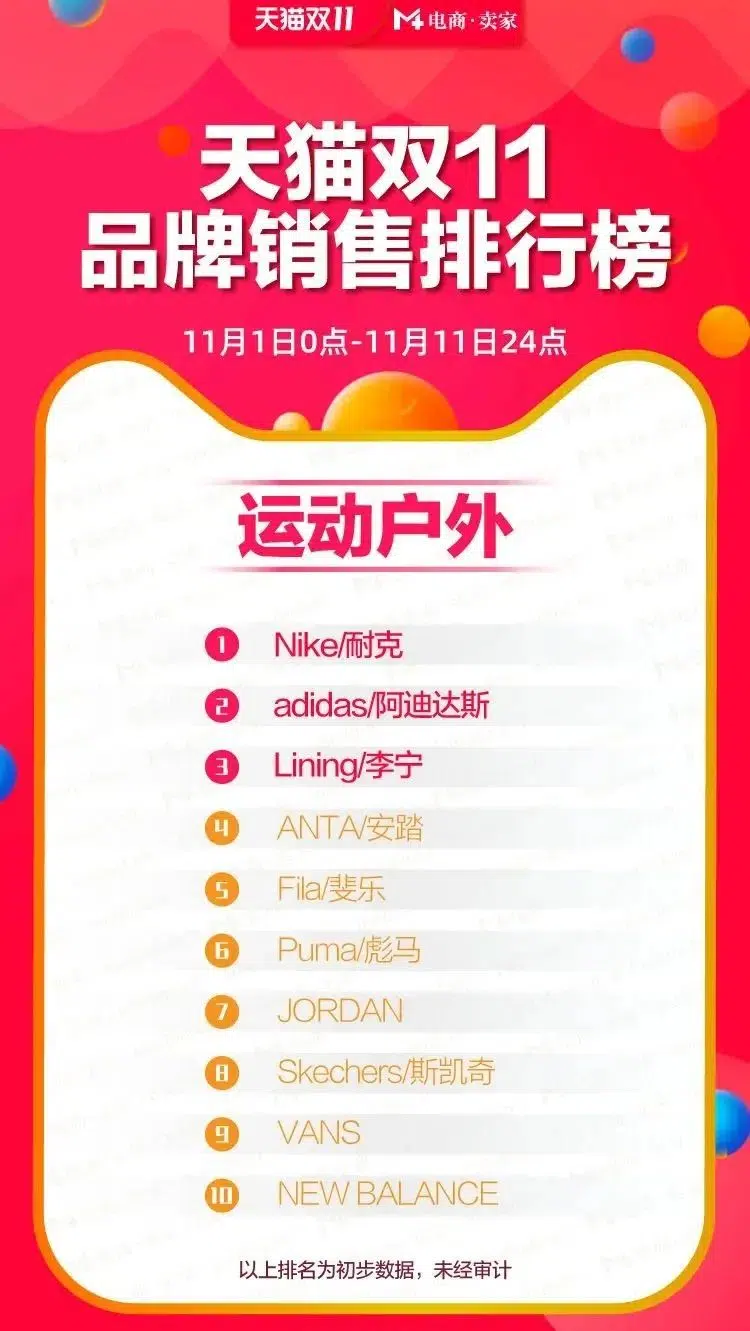 天猫双11 M4电商·卖家
天猫双11
品牌销售排行榜
11月1日0点-11月11日24点
运动户外
1 Nike/耐克
2 adidas/阿迪达斯
3 Lining/李宁
4 ANTA/安踏
5 Fila/斐乐
6 Puma/彪马
7 JORDAN
8 Skechers/斯凯奇
9 VANS
10 NEW BALANCE
以上排名为初步数据，未经审计